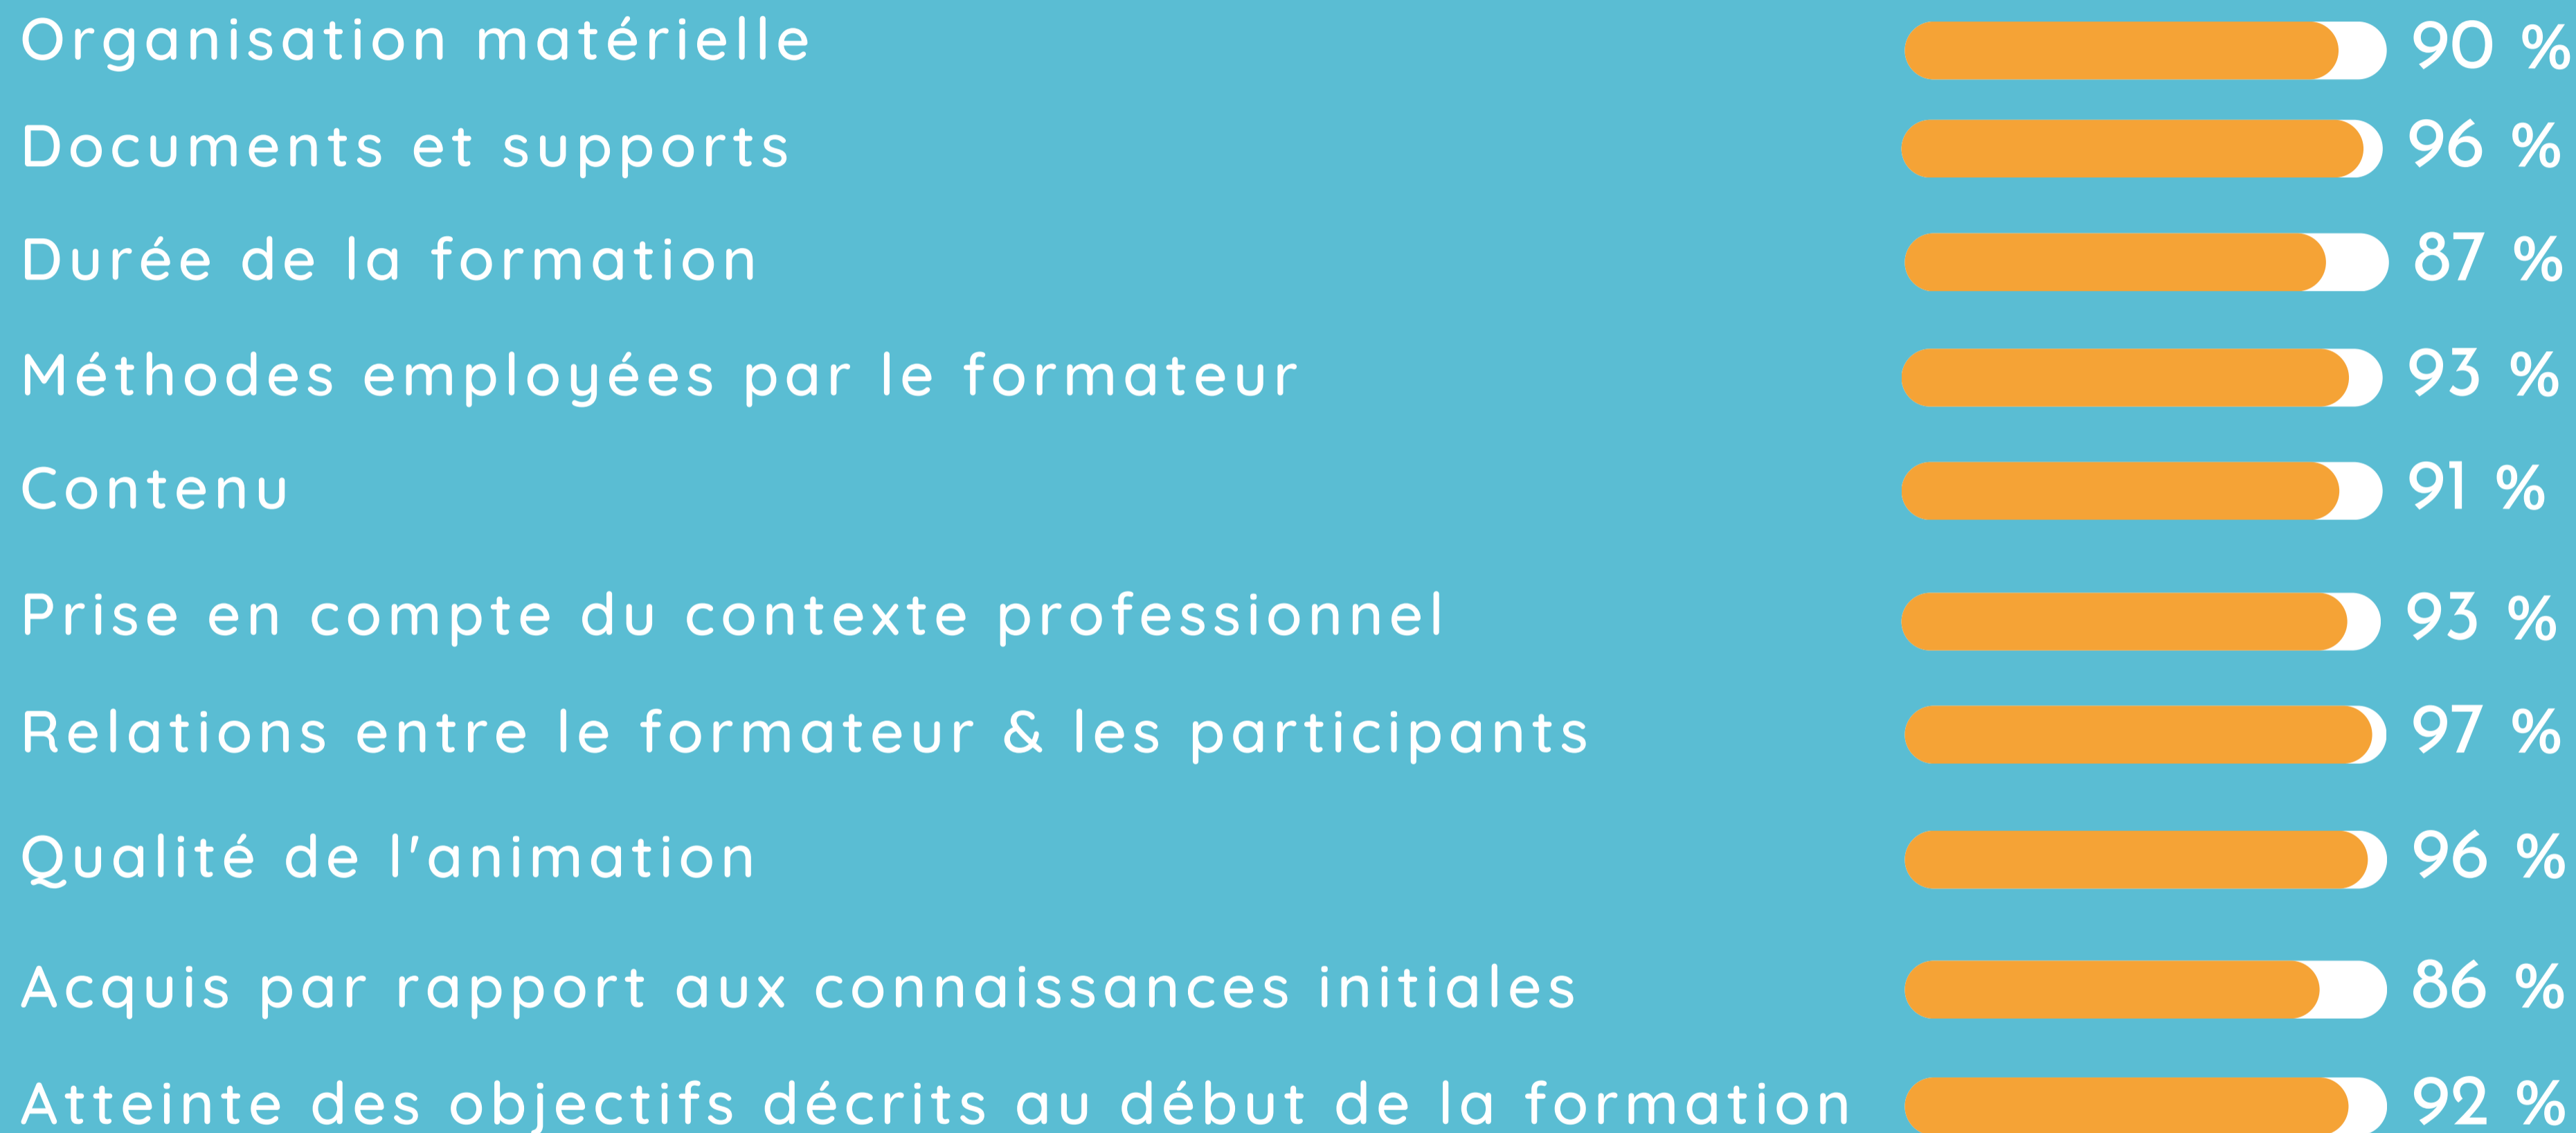 Organisation matérielle 90 %
Documents et supports 96 %
Durée de la formation 87 %
Méthodes employées par le formateur 93 %
Contenu 91 %
Prise en compte du contexte professionnel 93 %
Relations entre le formateur & les participants 97 %
Qualité de l'animation 96 %
Acquis par rapport aux connaissances initiales 86 %
Atteinte des objectifs décrits au début de la formation 92 %